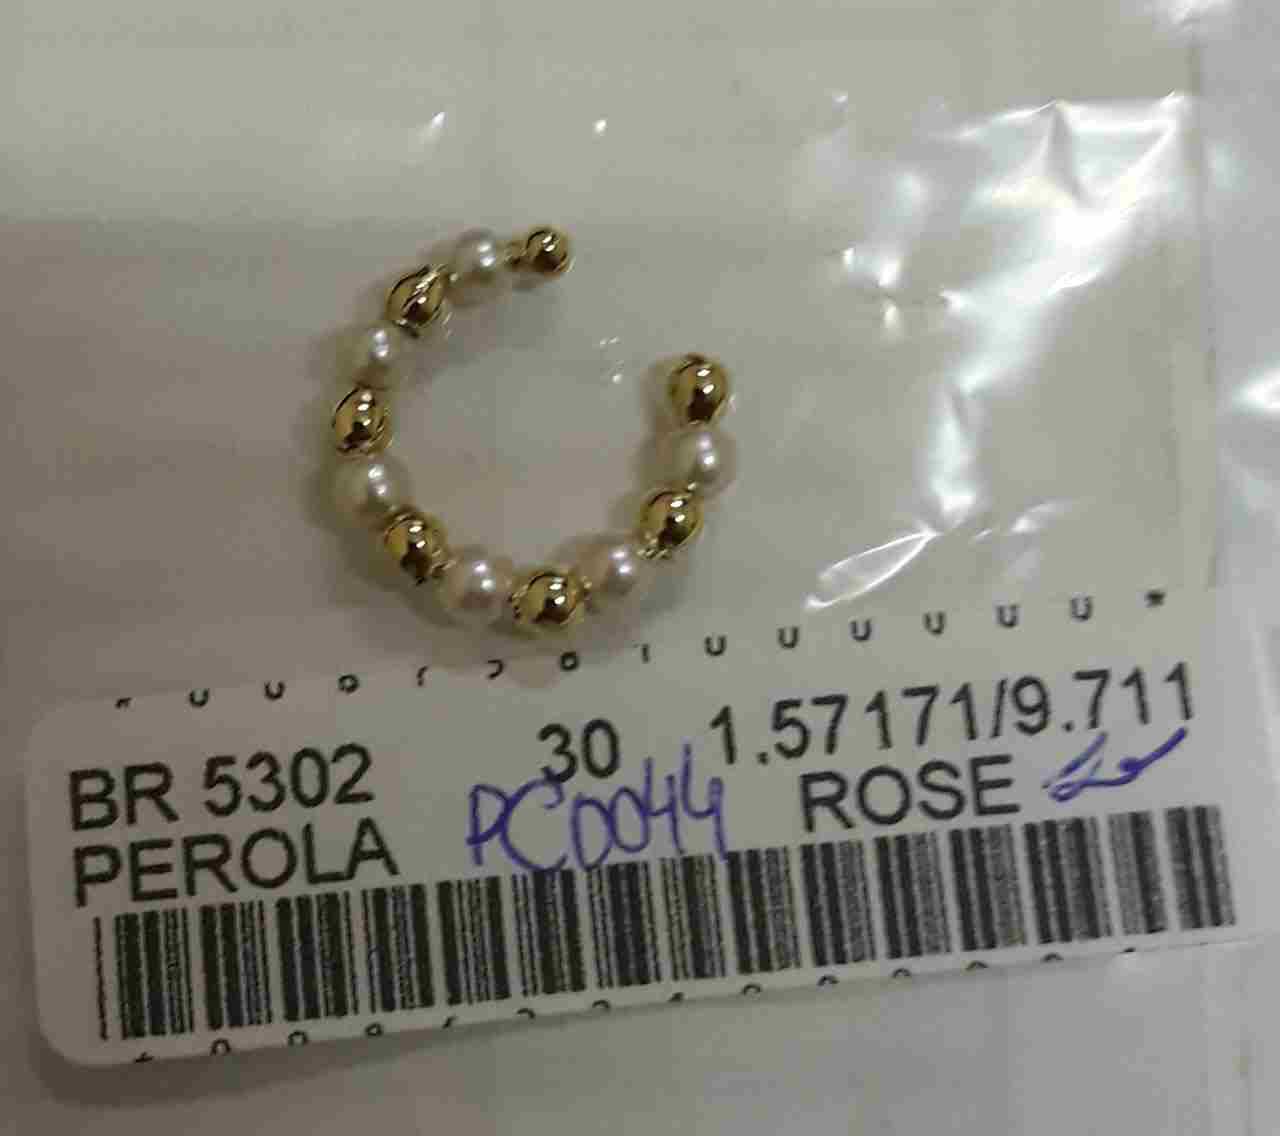 BR 5302 30 1.57171/9.711
PEROLA PC0044 ROSE